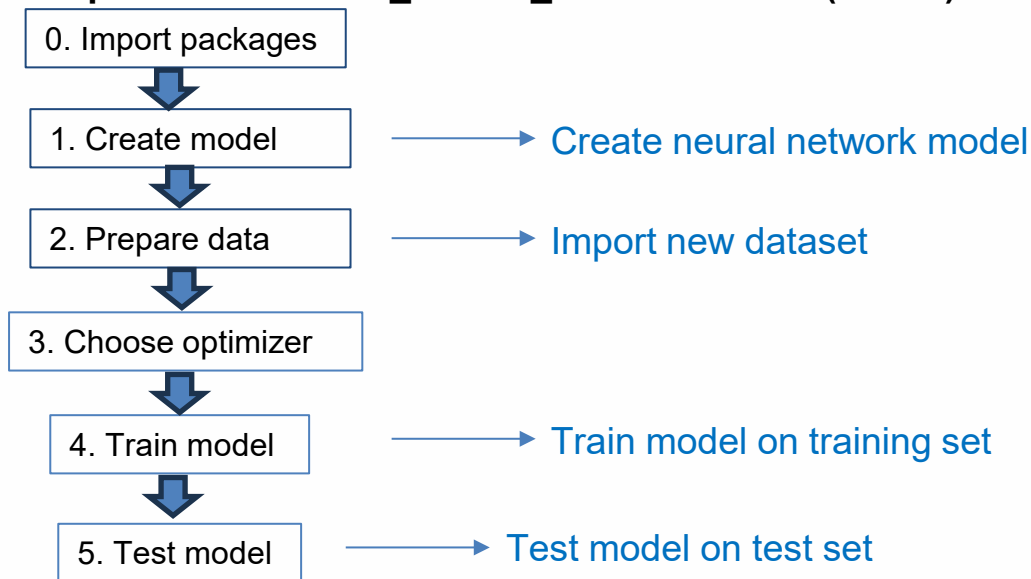 0. Import packages
1. Create model
Create neural network model
2. Prepare data
Import new dataset
3. Choose optimizer
4. Train model
Train model on training set
5. Test model
Test model on test set